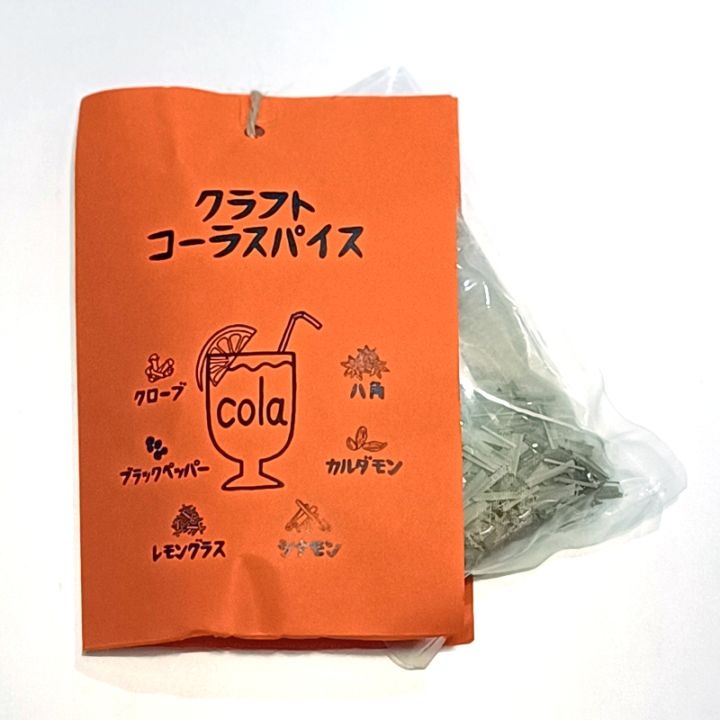 クラフト
コーラスパイス
cola
クローブ
八角
ブラックペッパー
カルダモン
レモングラス
シナモン